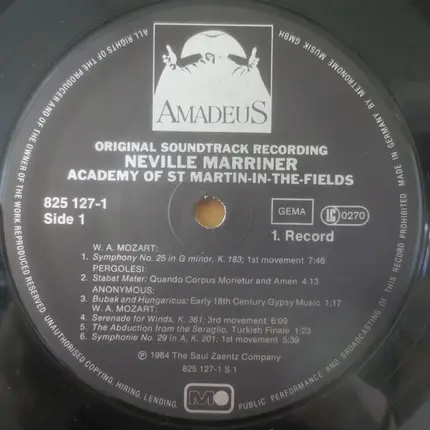 AMADEUS
ORIGINAL SOUNDTRACK RECORDING
NEVILLE MARRINER
ACADEMY OF ST MARTIN-IN-THE-FIELDS
825 127-1
Side 1
GEMA
LC 0270
1. Record
W. A. MOZART:
1. Symphony No. 25 in G minor, K. 183; 1st movement 7:46
PERGOLESI:
2. Stabat Mater: Quando Corpus Morietur and Amen 4:13
ANONYMOUS:
3. Bubak and Hungaricus: Early 18th Century Gypsy Music 1:17
W. A. MOZART:
4. Serenade for Winds, K. 361; 3rd movement 6:09
5. The Abduction from the Seraglio, Turkish Finale 1:23
6. Symphonie No. 29 in A, K. 201; 1st movement 5:39
℗ 1984 The Saul Zaentz Company
825 127-1 S 1
ALL RIGHTS OF THE PRODUCER AND OF THE OWNER OF THE WORK REPRODUCED RESERVED. UNAUTHORISED COPYING, HIRING, LENDING, PUBLIC PERFORMANCE AND BROADCASTING OF THIS RECORD PROHIBITED. MADE IN GERMANY BY METRONOME MUSIK GMBH